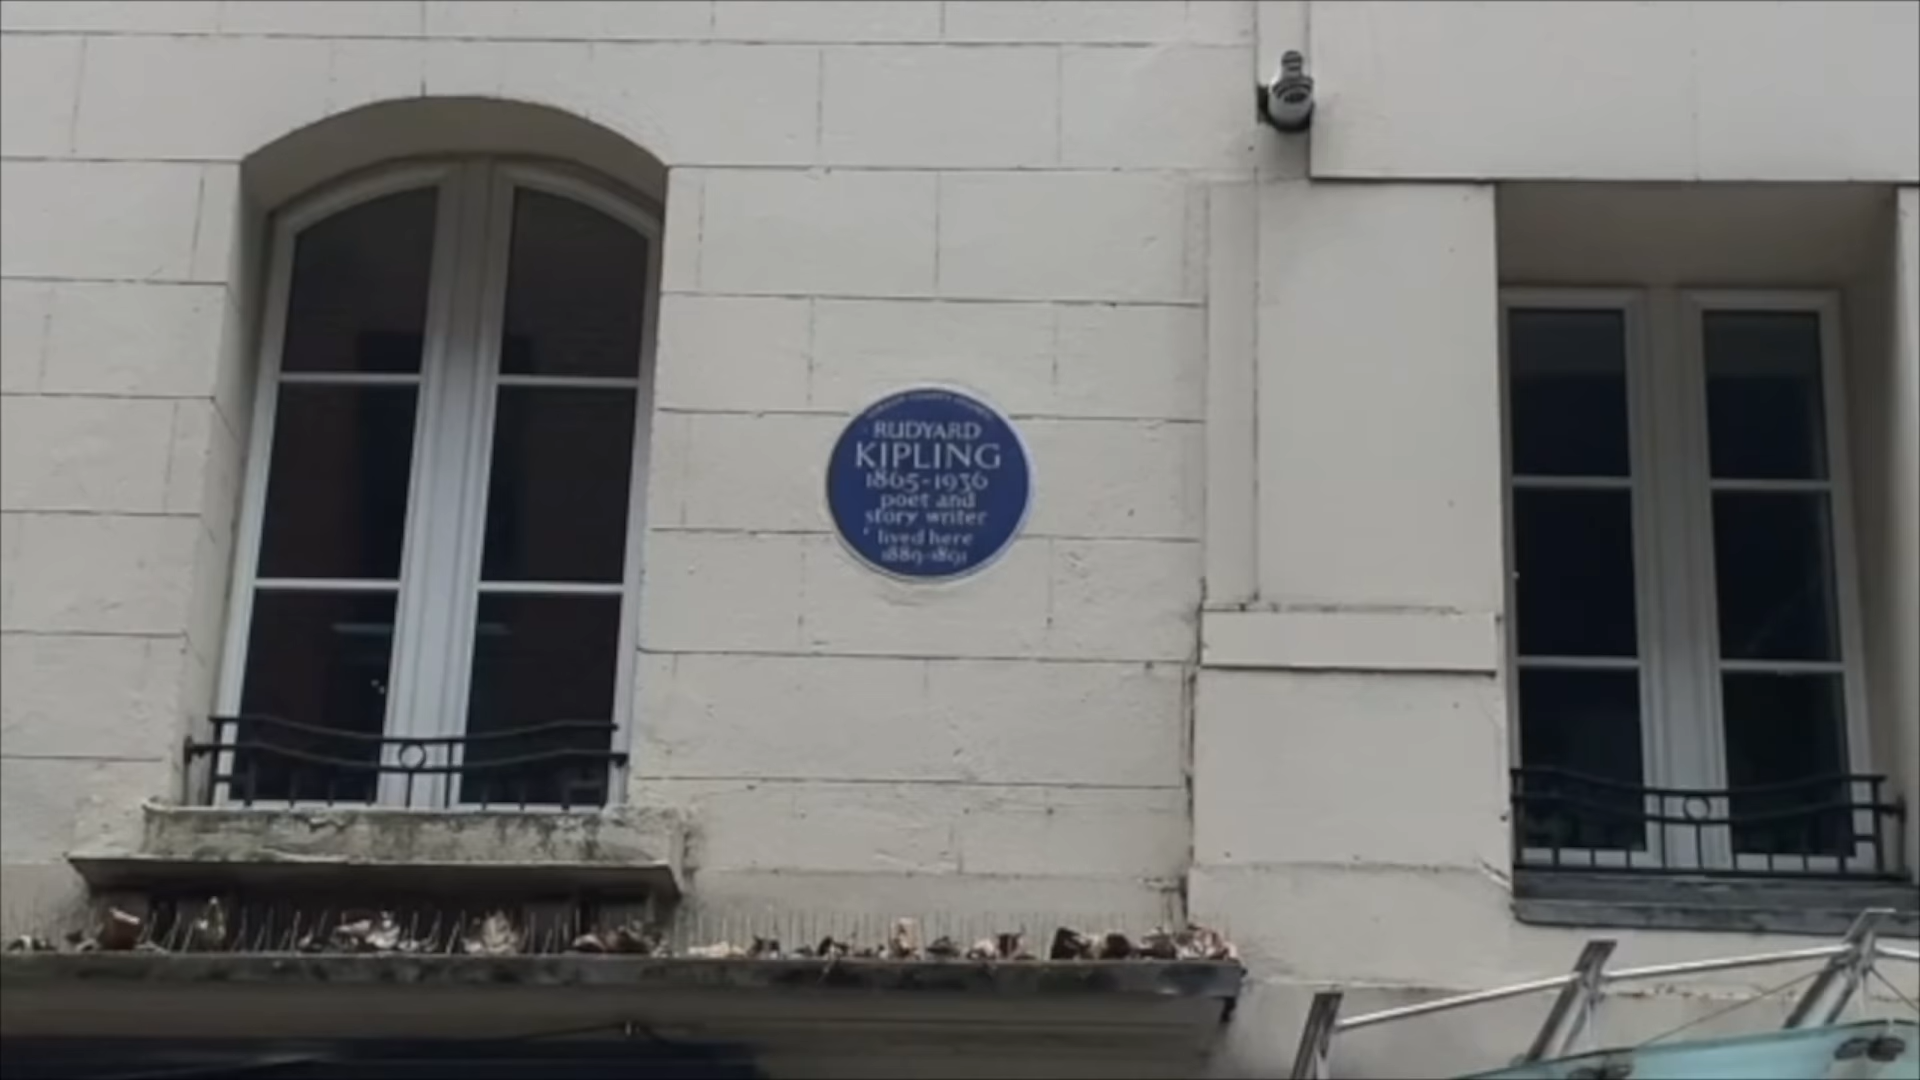 RUDYARD
KIPLING
1865-1936
poet and
story writer
lived here
1889-1891